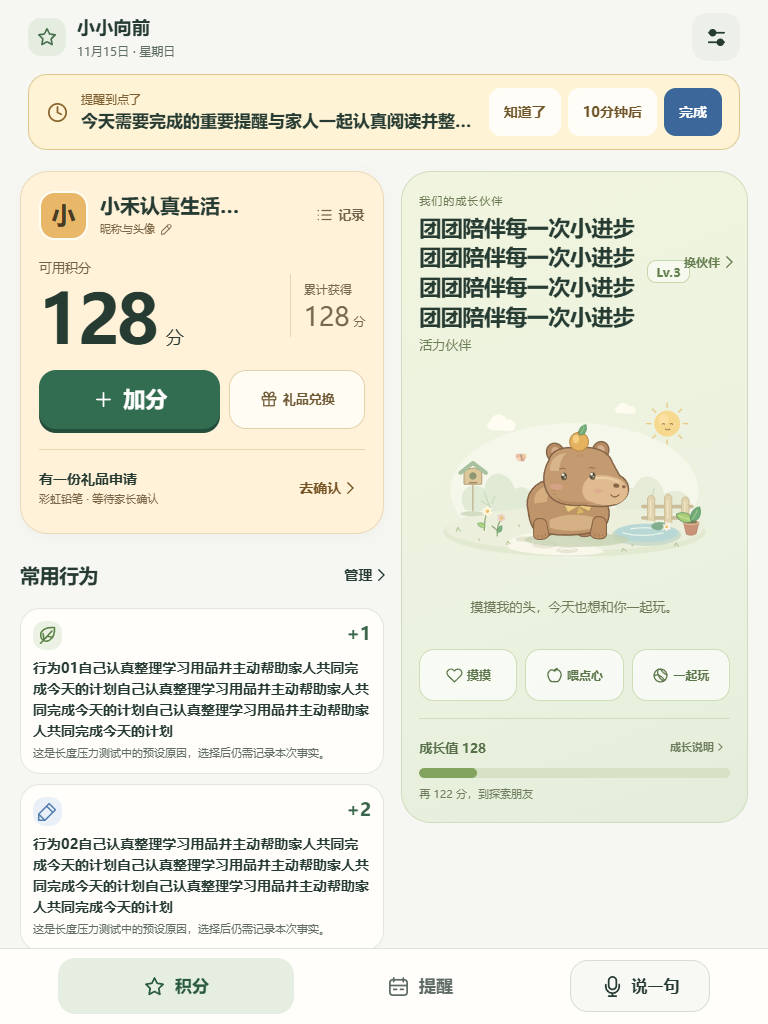 小小向前
11月15日 · 星期日
提醒到点了
今天需要完成的重要提醒与家人一起认真阅读并整…
知道了
10分钟后
完成
小
小禾认真生活…
昵称与头像
记录
可用积分
128 分
累计获得
128 分
加分
礼品兑换
有一份礼品申请
彩虹铅笔 · 等待家长确认
去确认
我们的成长伙伴
团团陪伴每一次小进步
团团陪伴每一次小进步
团团陪伴每一次小进步
团团陪伴每一次小进步
Lv.3
换伙伴
活力伙伴
摸摸我的头，今天也想和你一起玩。
摸摸
喂点心
一起玩
成长值 128
成长说明
再 122 分，到探索朋友
常用行为
管理
+1
行为01自己认真整理学习用品并主动帮助家人共同完
成今天的计划自己认真整理学习用品并主动帮助家人共
同完成今天的计划自己认真整理学习用品并主动帮助家
人共同完成今天的计划
这是长度压力测试中的预设原因，选择后仍需记录本次事实。
+2
行为02自己认真整理学习用品并主动帮助家人共同完
成今天的计划自己认真整理学习用品并主动帮助家人共
同完成今天的计划自己认真整理学习用品并主动帮助家
人共同完成今天的计划
这是长度压力测试中的预设原因，选择后仍需记录本次事实。
积分
提醒
说一句